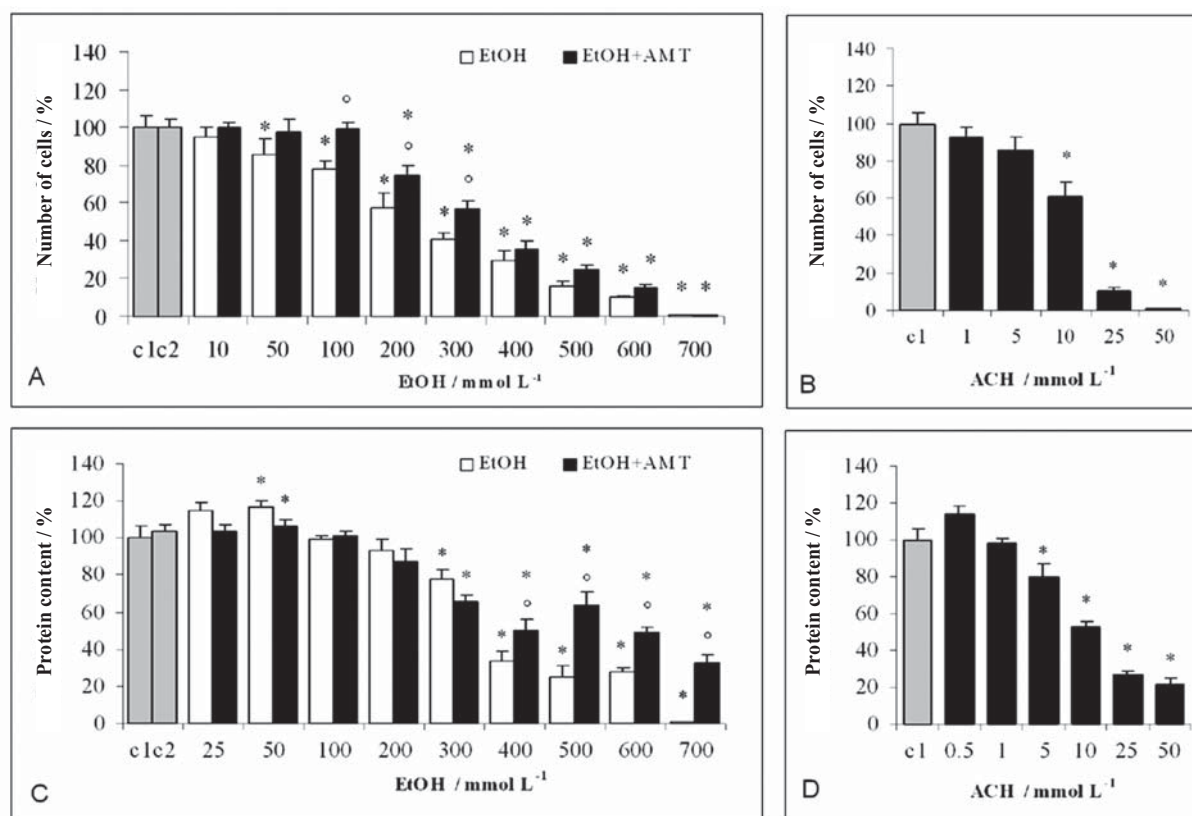 EtOH EtOH+AMT
Number of cells / %
140
120
100
80
60
40
20
0
* * * * * * * * * * * * * *
° ° °
c1c2 10 50 100 200 300 400 500 600 700
EtOH / mmol L⁻¹
A
Number of cells / %
140
120
100
80
60
40
20
0
* * *
c1 1 5 10 25 50
ACH / mmol L⁻¹
B
EtOH EtOH+AMT
Protein content / %
140
120
100
80
60
40
20
0
* * * * * * * * * * * *
° ° ° °
c1c2 25 50 100 200 300 400 500 600 700
EtOH / mmol L⁻¹
C
Protein content / %
140
120
100
80
60
40
20
0
* * * *
c1 0.5 1 5 10 25 50
ACH / mmol L⁻¹
D